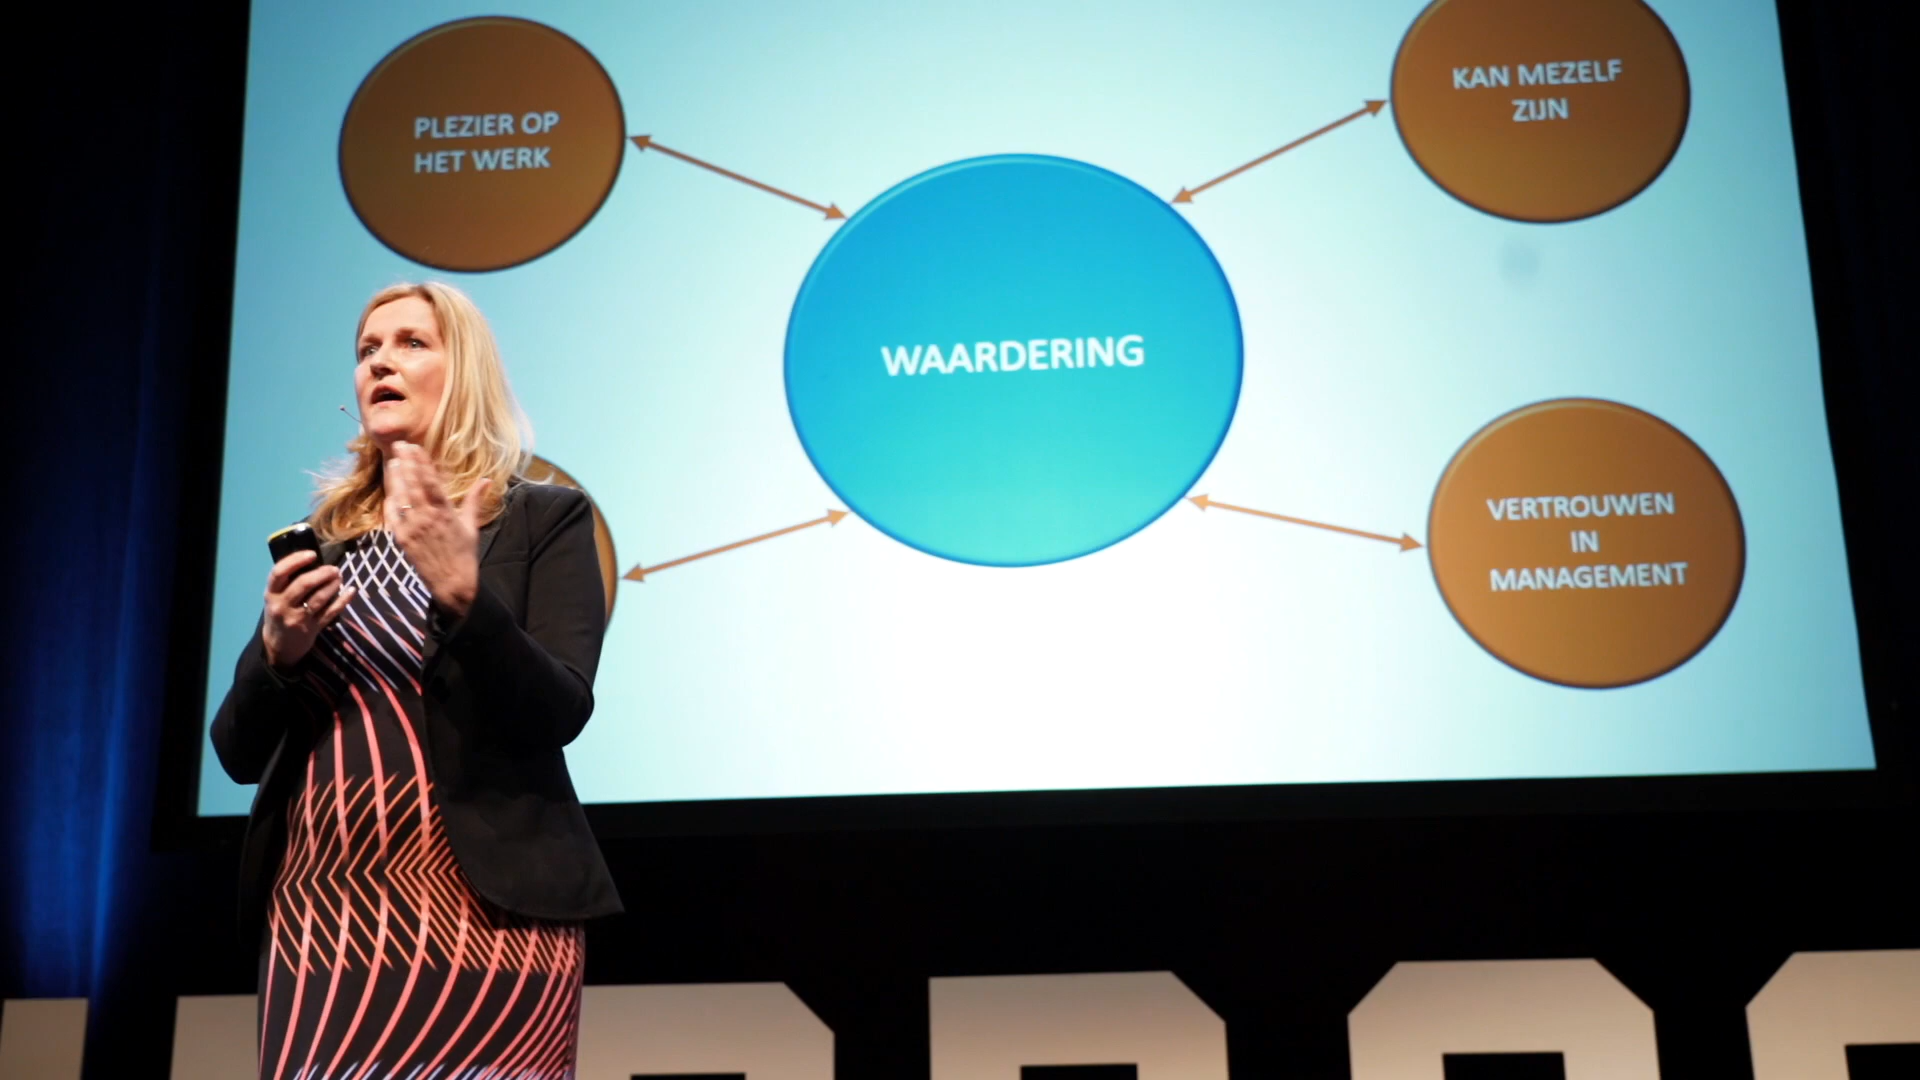 PLEZIER OP
HET WERK
KAN MEZELF
ZIJN
WAARDERING
VERTROUWEN
IN
MANAGEMENT